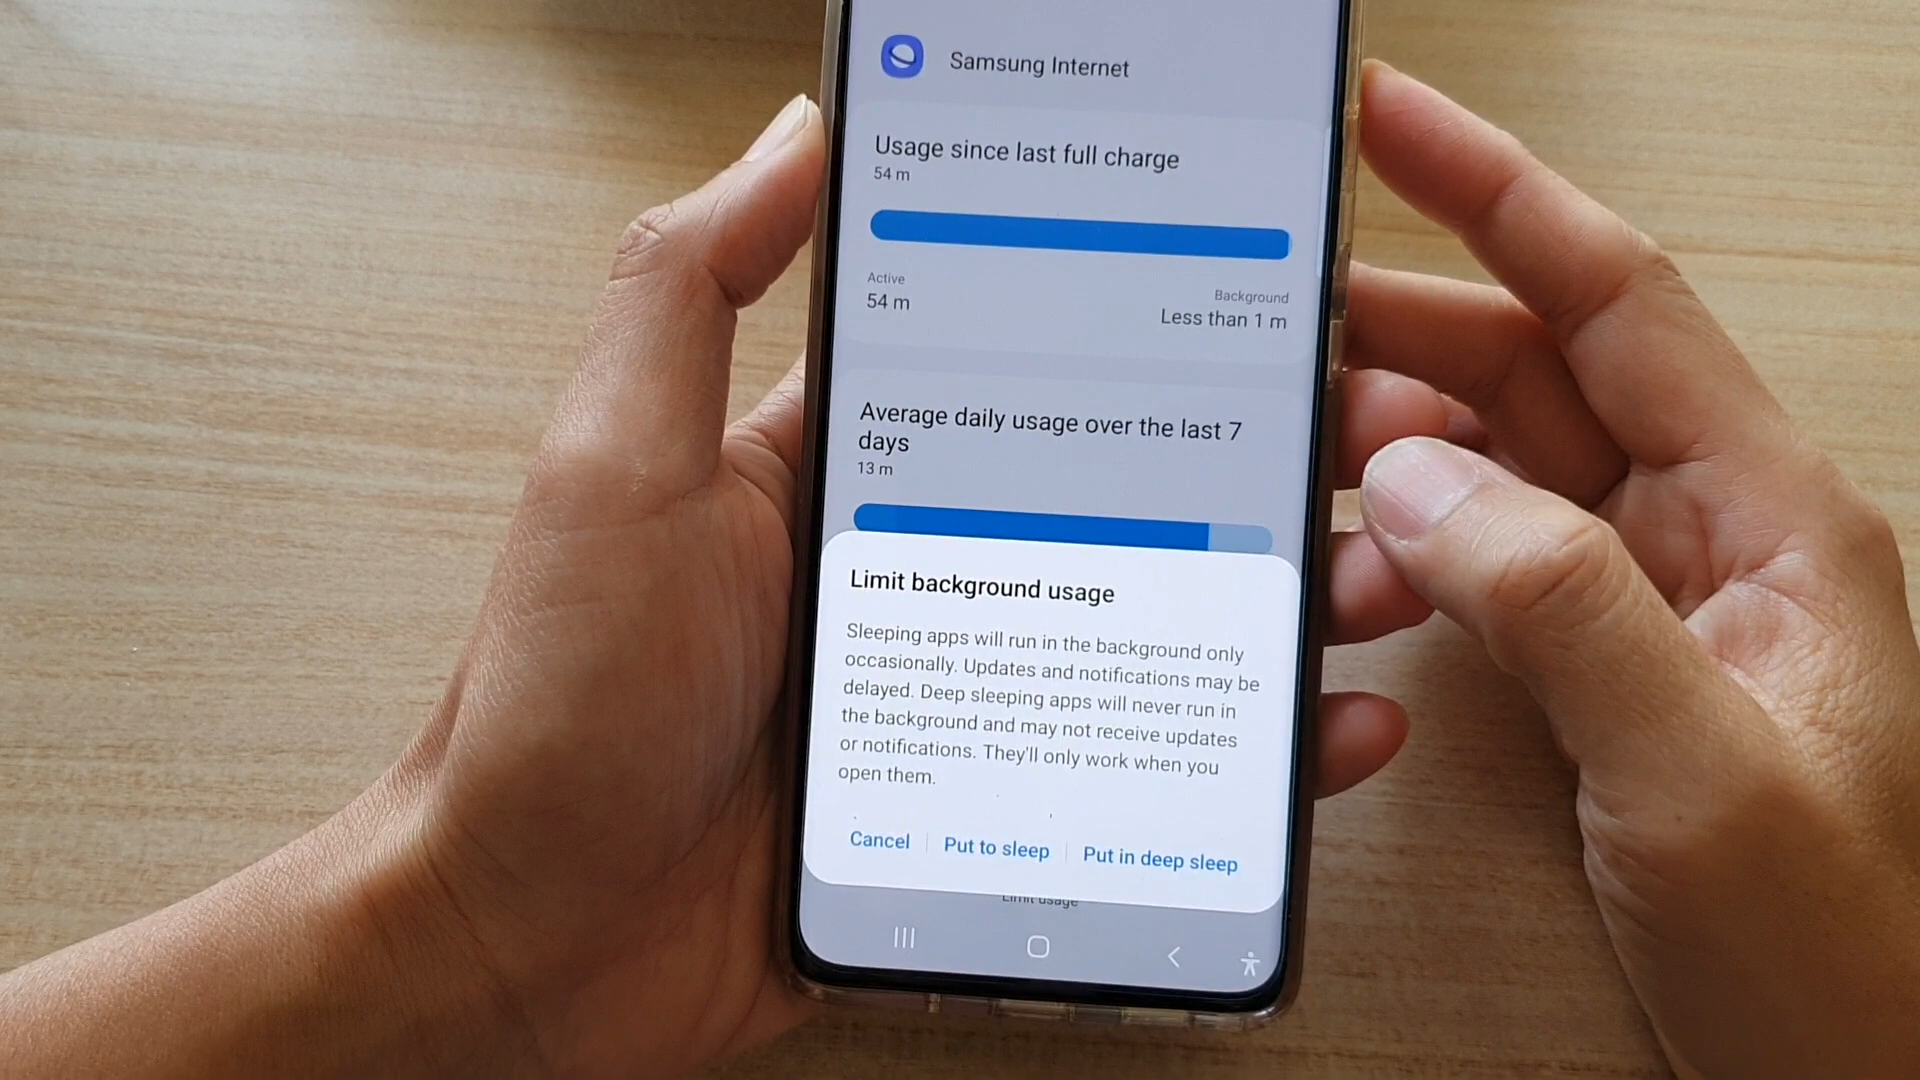 Samsung Internet
Usage since last full charge
54 m
Active
54 m
Background
Less than 1 m
Average daily usage over the last 7
days
13 m
Limit background usage
Sleeping apps will run in the background only
occasionally. Updates and notifications may be
delayed. Deep sleeping apps will never run in
the background and may not receive updates
or notifications. They'll only work when you
open them.
Cancel
Put to sleep
Put in deep sleep
Limit usage